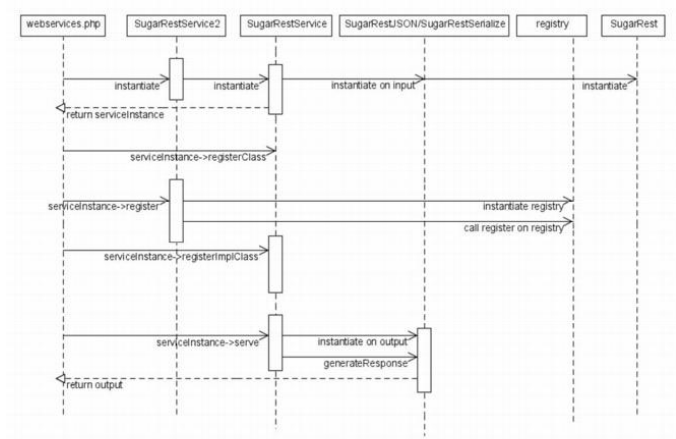 webservices.php
SugarRestService2
SugarRestService
SugarRestJSON/SugarRestSerialize
registry
SugarRest
instantiate
instantiate
instantiate on input
instantiate
return serviceInstance
serviceInstance->registerClass
serviceInstance->register
instantiate registry
call register on registry
serviceInstance->registerImplClass
serviceInstance->serve
instantiate on output
generateResponse
return output